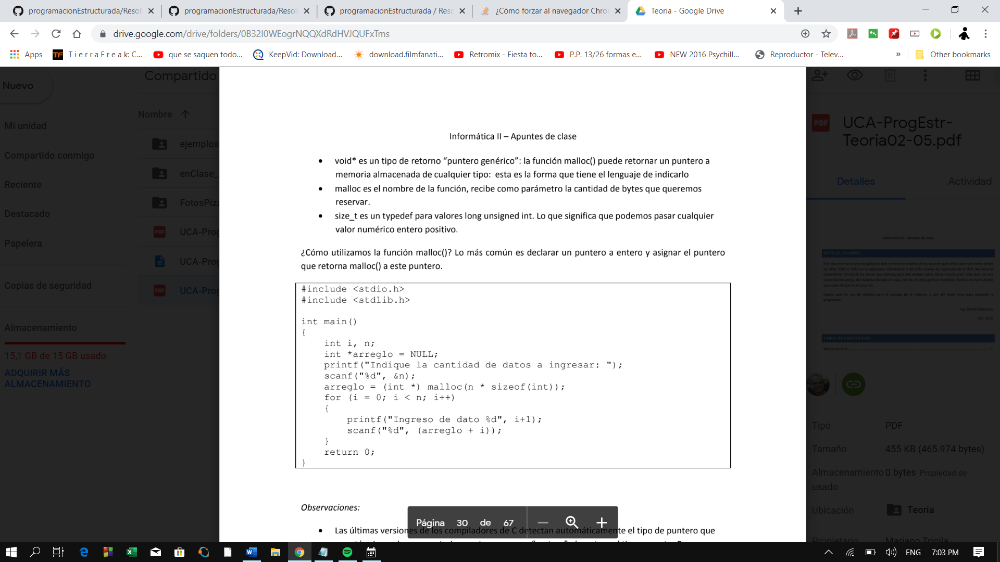 programacionEstructurada/Resol
programacionEstructurada/Resol
programacionEstructurada / Reso
¿Cómo forzar al navegador Chro
Teoria - Google Drive
drive.google.com/drive/folders/0B32I0WEogrNQQXdRdHVJQUFxTms
Apps
T i e r r a F r e a k: C...
que se saquen todo...
KeepVid: Download...
download.filmfanati...
Retromix - Fiesta to...
P.P. 13/26 formas e...
NEW 2016 Psychill...
Reproductor - Telev...
»
Other bookmarks
Nuevo
Mi unidad
Compartido conmigo
Reciente
Destacado
Papelera
Copias de seguridad
Almacenamiento
15,1 GB de 15 GB usado
ADQUIRIR MÁS
ALMACENAMIENTO
Compartido
Nombre
ejemplos
enClase_
FotosPiza
UCA-Prog
UCA-Prog
UCA-Prog
Informática II – Apuntes de clase
• void* es un tipo de retorno “puntero genérico”: la función malloc() puede retornar un puntero a
memoria almacenada de cualquier tipo: esta es la forma que tiene el lenguaje de indicarlo
• malloc es el nombre de la función, recibe como parámetro la cantidad de bytes que queremos
reservar.
• size_t es un typedef para valores long unsigned int. Lo que significa que podemos pasar cualquier
valor numérico entero positivo.
¿Cómo utilizamos la función malloc()? Lo más común es declarar un puntero a entero y asignar el puntero
que retorna malloc() a este puntero.
#include <stdio.h>
#include <stdlib.h>
int main()
{
int i, n;
int *arreglo = NULL;
printf("Indique la cantidad de datos a ingresar: ");
scanf("%d", &n);
arreglo = (int *) malloc(n * sizeof(int));
for (i = 0; i < n; i++)
{
printf("Ingreso de dato %d", i+1);
scanf("%d", (arreglo + i));
}
return 0;
}
Observaciones:
• Las últimas versiones de los compiladores de C detectan automáticamente el tipo de puntero que
Página 30 de 67
UCA-ProgEstr-
Teoria02-05.pdf
Detalles
Actividad
Informática II – Apuntes de clase
NOTA AL ALUMNO
TABLA DE CONTENIDOS
Tipo PDF
Tamaño 455 KB (465.974 bytes)
Almacenamiento 0 bytes Propiedad de
usado
Ubicación Teoria
Propietario Mariano Trigila
ENG
7:03 PM